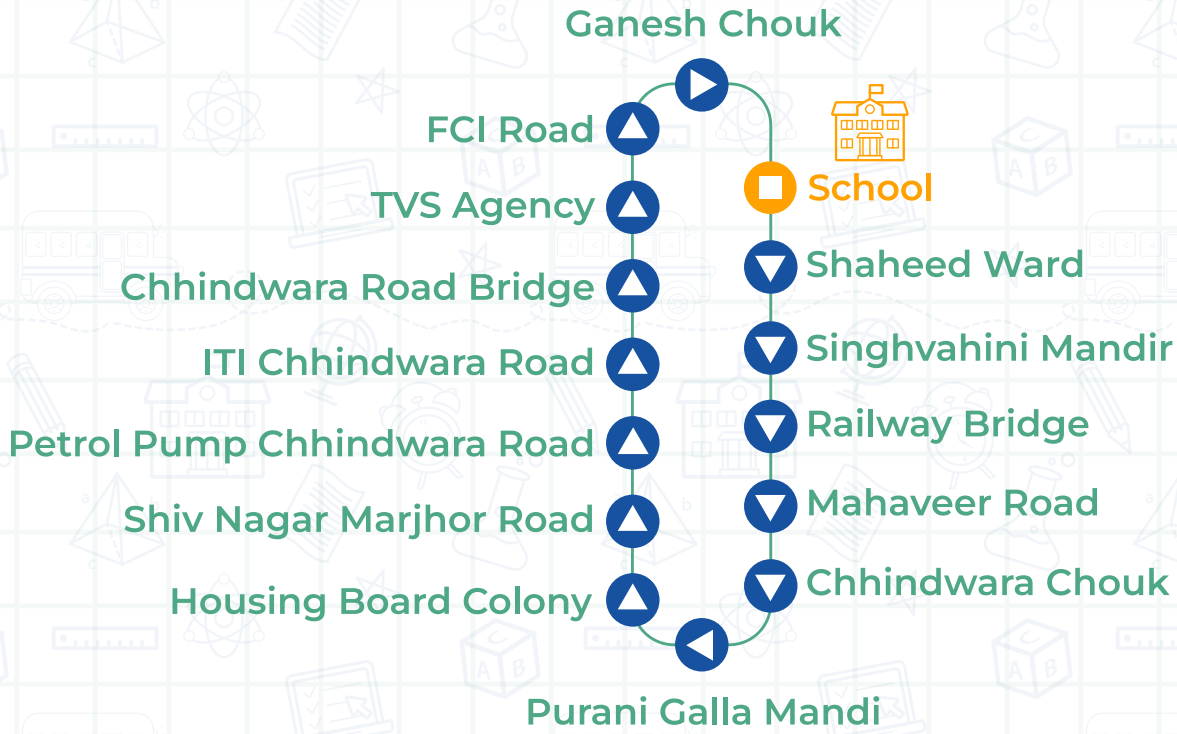 Ganesh Chouk
FCI Road
School
TVS Agency
Shaheed Ward
Chhindwara Road Bridge
Singhvahini Mandir
ITI Chhindwara Road
Railway Bridge
Petrol Pump Chhindwara Road
Mahaveer Road
Shiv Nagar Marjhor Road
Chhindwara Chouk
Housing Board Colony
Purani Galla Mandi